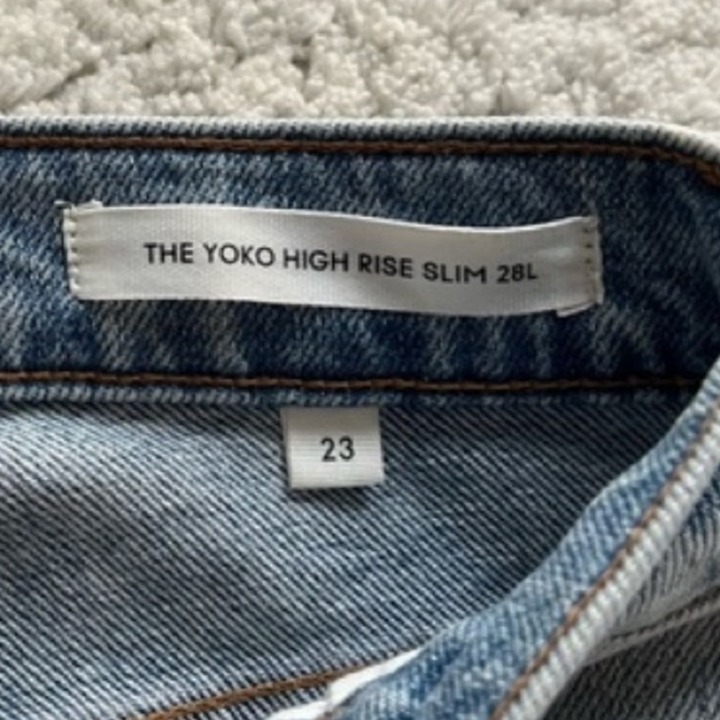 THE YOKO HIGH RISE SLIM 28L
23